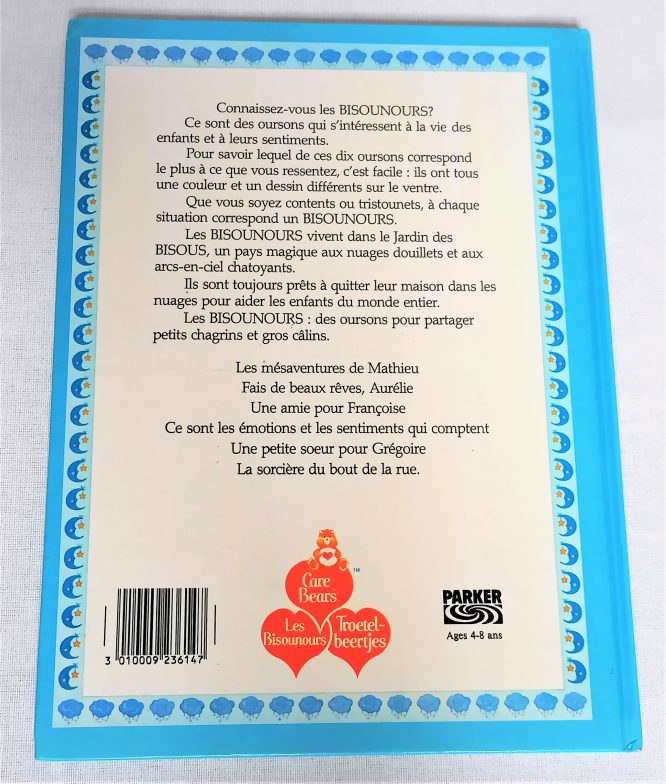 Connaissez-vous les BISOUNOURS?
Ce sont des oursons qui s'intéressent à la vie des
enfants et à leurs sentiments.
Pour savoir lequel de ces dix oursons correspond
le plus à ce que vous ressentez, c'est facile : ils ont tous
une couleur et un dessin différents sur le ventre.
Que vous soyez contents ou tristounets, à chaque
situation correspond un BISOUNOURS.
Les BISOUNOURS vivent dans le Jardin des
BISOUS, un pays magique aux nuages douillets et aux
arcs-en-ciel chatoyants.
Ils sont toujours prêts à quitter leur maison dans les
nuages pour aider les enfants du monde entier.
Les BISOUNOURS : des oursons pour partager
petits chagrins et gros câlins.
Les mésaventures de Mathieu
Fais de beaux rêves, Aurélie
Une amie pour Françoise
Ce sont les émotions et les sentiments qui comptent
Une petite soeur pour Grégoire
La sorcière du bout de la rue.
Care
Bears
TM
Les
Bisounours
Troetel-
beertjes
PARKER
Ages 4-8 ans
3 010009 236147